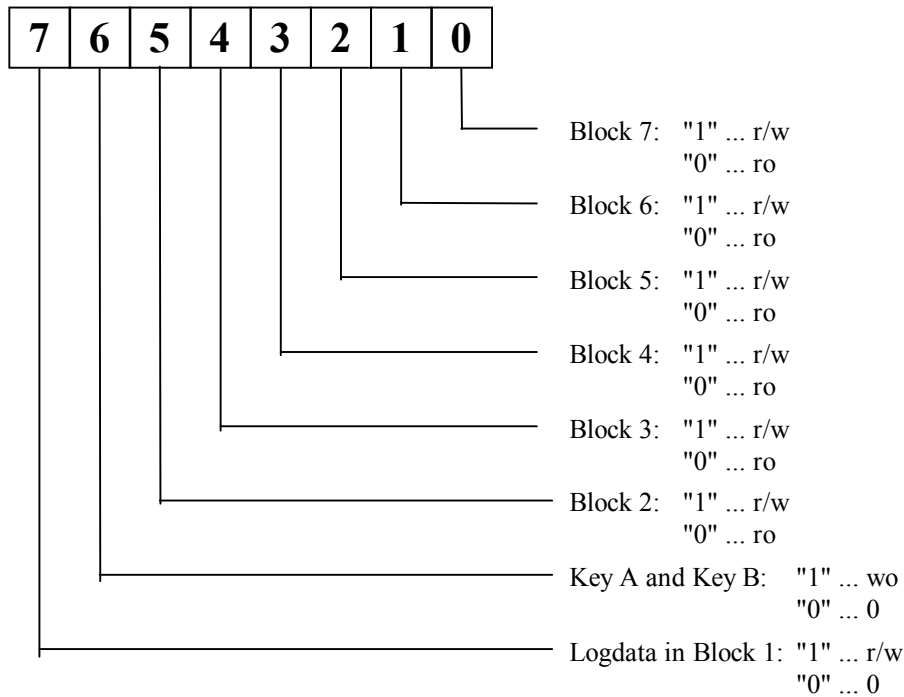 7 6 5 4 3 2 1 0
Block 7: "1" ... r/w
"0" ... ro
Block 6: "1" ... r/w
"0" ... ro
Block 5: "1" ... r/w
"0" ... ro
Block 4: "1" ... r/w
"0" ... ro
Block 3: "1" ... r/w
"0" ... ro
Block 2: "1" ... r/w
"0" ... ro
Key A and Key B: "1" ... wo
"0" ... 0
Logdata in Block 1: "1" ... r/w
"0" ... 0